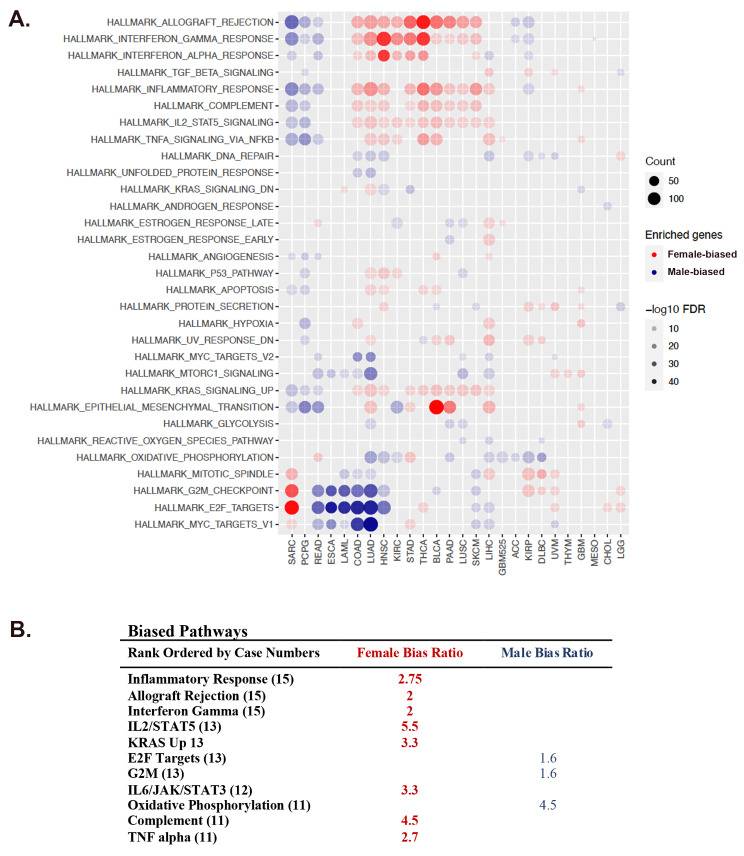 A.
HALLMARK_ALLOGRAFT_REJECTION
HALLMARK_INTERFERON_GAMMA_RESPONSE
HALLMARK_INTERFERON_ALPHA_RESPONSE
HALLMARK_TGF_BETA_SIGNALING
HALLMARK_INFLAMMATORY_RESPONSE
HALLMARK_COMPLEMENT
HALLMARK_IL2_STAT5_SIGNALING
HALLMARK_TNFA_SIGNALING_VIA_NFKB
HALLMARK_DNA_REPAIR
HALLMARK_UNFOLDED_PROTEIN_RESPONSE
HALLMARK_KRAS_SIGNALING_DN
HALLMARK_ANDROGEN_RESPONSE
HALLMARK_ESTROGEN_RESPONSE_LATE
HALLMARK_ESTROGEN_RESPONSE_EARLY
HALLMARK_ANGIOGENESIS
HALLMARK_P53_PATHWAY
HALLMARK_APOPTOSIS
HALLMARK_PROTEIN_SECRETION
HALLMARK_HYPOXIA
HALLMARK_UV_RESPONSE_DN
HALLMARK_MYC_TARGETS_V2
HALLMARK_MTORC1_SIGNALING
HALLMARK_KRAS_SIGNALING_UP
HALLMARK_EPITHELIAL_MESENCHYMAL_TRANSITION
HALLMARK_GLYCOLYSIS
HALLMARK_REACTIVE_OXYGEN_SPECIES_PATHWAY
HALLMARK_OXIDATIVE_PHOSPHORYLATION
HALLMARK_MITOTIC_SPINDLE
HALLMARK_G2M_CHECKPOINT
HALLMARK_E2F_TARGETS
HALLMARK_MYC_TARGETS_V1
SARC PCPG READ ESCA LAML COAD LUAD HNSC KIRC STAD THCA BLCA PAAD LUSC SKCM LIHC GBM525 ACC KIRP DLBC UVM THYM GBM MESO CHOL LGG
Count
50
100
Enriched genes
Female-biased
Male-biased
−log10 FDR
10
20
30
40
B.
Biased Pathways
Rank Ordered by Case Numbers Female Bias Ratio Male Bias Ratio
Inflammatory Response (15) 2.75
Allograft Rejection (15) 2
Interferon Gamma (15) 2
IL2/STAT5 (13) 5.5
KRAS Up 13 3.3
E2F Targets (13) 1.6
G2M (13) 1.6
IL6/JAK/STAT3 (12) 3.3
Oxidative Phosphorylation (11) 4.5
Complement (11) 4.5
TNF alpha (11) 2.7